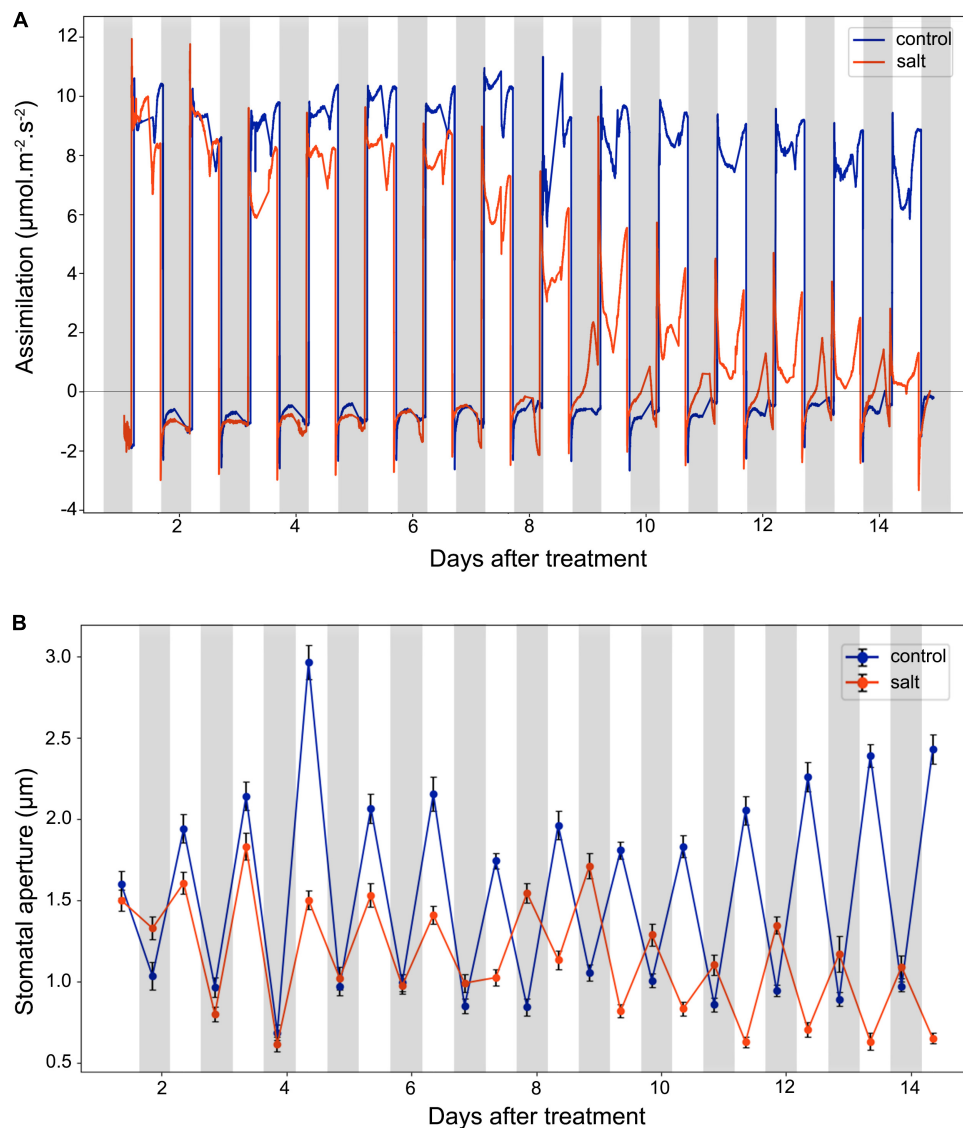 A
12
10
8
6
4
2
0
-2
-4
Assimilation (µmol.m⁻².s⁻²)
control
salt
2 4 6 8 10 12 14
Days after treatment
B
3.0
2.5
2.0
1.5
1.0
0.5
Stomatal aperture (µm)
control
salt
2 4 6 8 10 12 14
Days after treatment